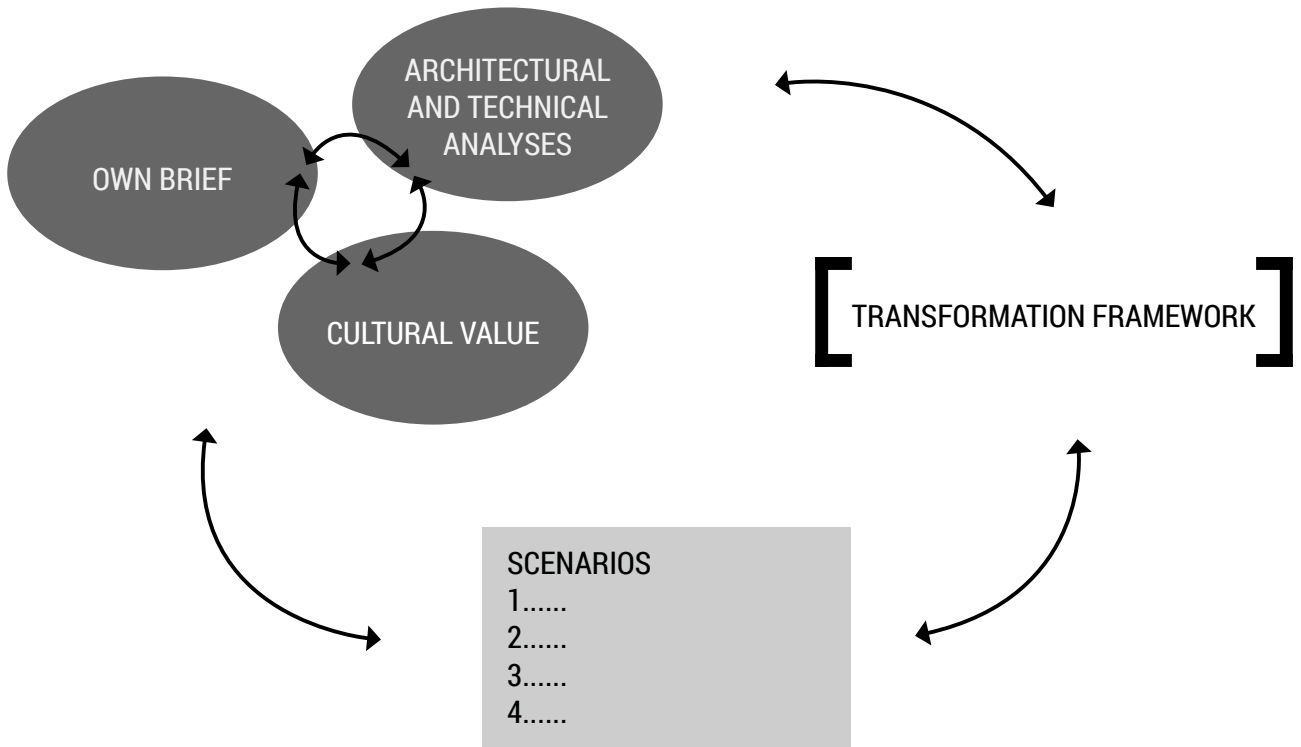 ARCHITECTURAL
AND TECHNICAL
ANALYSES
OWN BRIEF
CULTURAL VALUE
TRANSFORMATION FRAMEWORK
SCENARIOS
1......
2......
3......
4......